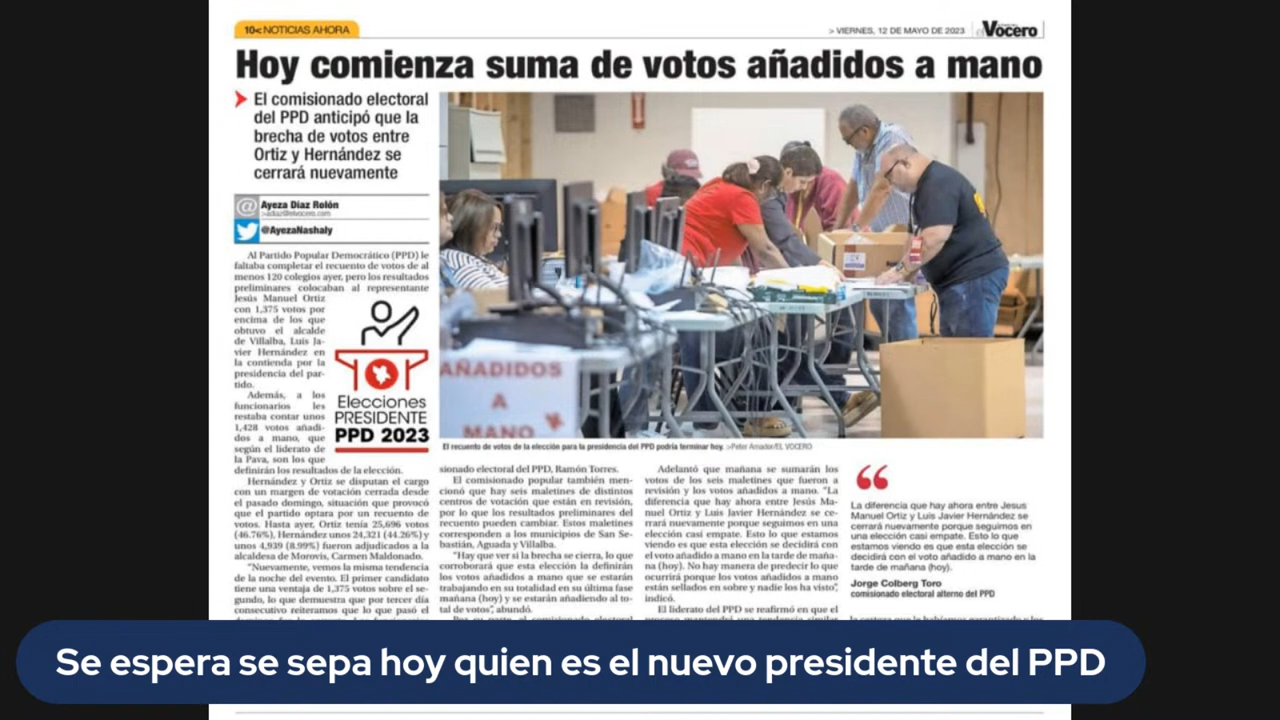 10< NOTICIAS AHORA
> VIERNES, 12 DE MAYO DE 2023
el Vocero
Hoy comienza suma de votos añadidos a mano
El comisionado electoral
del PPD anticipó que la
brecha de votos entre
Ortiz y Hernández se
cerrará nuevamente
Ayeza Díaz Rolón
>adiaz@elvocero.com
@AyezaNashaly
Al Partido Popular Democrático (PPD) le
faltaba completar el recuento de votos de al
menos 120 colegios ayer, pero los resultados
preliminares colocaban al representante
Jesús Manuel Ortiz
con 1,375 votos por
encima de los que
obtuvo el alcalde
de Villalba, Luis Ja-
vier Hernández en
la contienda por la
presidencia del par-
tido.
Además, a los
funcionarios les
restaba contar unos
1,428 votos añadi-
dos a mano, que
según el liderato de
la Pava, son los que
definirán los resultados de la elección.
Hernández y Ortiz se disputan el cargo
con un margen de votación cerrada desde
el pasado domingo, situación que provocó
que el partido optara por un recuento de
votos. Hasta ayer, Ortiz tenía 25,696 votos
(46.76%), Hernández unos 24,321 (44.26%) y
unos 4,939 (8.99%) fueron adjudicados a la
alcaldesa de Morovis, Carmen Maldonado.
"Nuevamente, vemos la misma tendencia
de la noche del evento. El primer candidato
tiene una ventaja de 1,375 votos sobre el se-
gundo, lo que demuestra que por tercer día
consecutivo reiteramos que lo que pasó el
Elecciones
PRESIDENTE
PPD 2023
AÑADIDOS
A
MANO
El recuento de votos de la elección para la presidencia del PPD podría terminar hoy. >Peter Amador/EL VOCERO
sionado electoral del PPD, Ramón Torres.
El comisionado popular también men-
cionó que hay seis maletines de distintos
centros de votación que están en revisión,
por lo que los resultados preliminares del
recuento pueden cambiar. Estos maletines
corresponden a los municipios de San Se-
bastián, Aguada y Villalba.
"Hay que ver si la brecha se cierra, lo que
corroborará que esta elección la definirán
los votos añadidos a mano que se estarán
trabajando en su totalidad en su última fase
mañana (hoy) y se estarán añadiendo al to-
tal de votos", abundó.
Por su parte, el comisionado electoral
Adelantó que mañana se sumarán los
votos de los seis maletines que fueron a
revisión y los votos añadidos a mano. "La
diferencia que hay ahora entre Jesús Ma-
nuel Ortiz y Luis Javier Hernández se ce-
rrará nuevamente porque seguimos en una
elección casi empate. Esto lo que estamos
viendo es que esta elección se decidirá con
el voto añadido a mano en la tarde de maña-
na (hoy). No hay manera de predecir lo que
ocurrirá porque los votos añadidos a mano
están sellados en sobre y nadie los ha visto",
indicó.
El liderato del PPD se reafirmó en que el
proceso mantendrá una tendencia similar
La diferencia que hay ahora entre Jesus
Manuel Ortiz y Luis Javier Hernández se
cerrará nuevamente porque seguimos en
una elección casi empate. Esto lo que
estamos viendo es que esta elección se
decidirá con el voto añadido a mano en la
tarde de mañana (hoy).
Jorge Colberg Toro
comisionado electoral alterno del PPD
Se espera se sepa hoy quien es el nuevo presidente del PPD